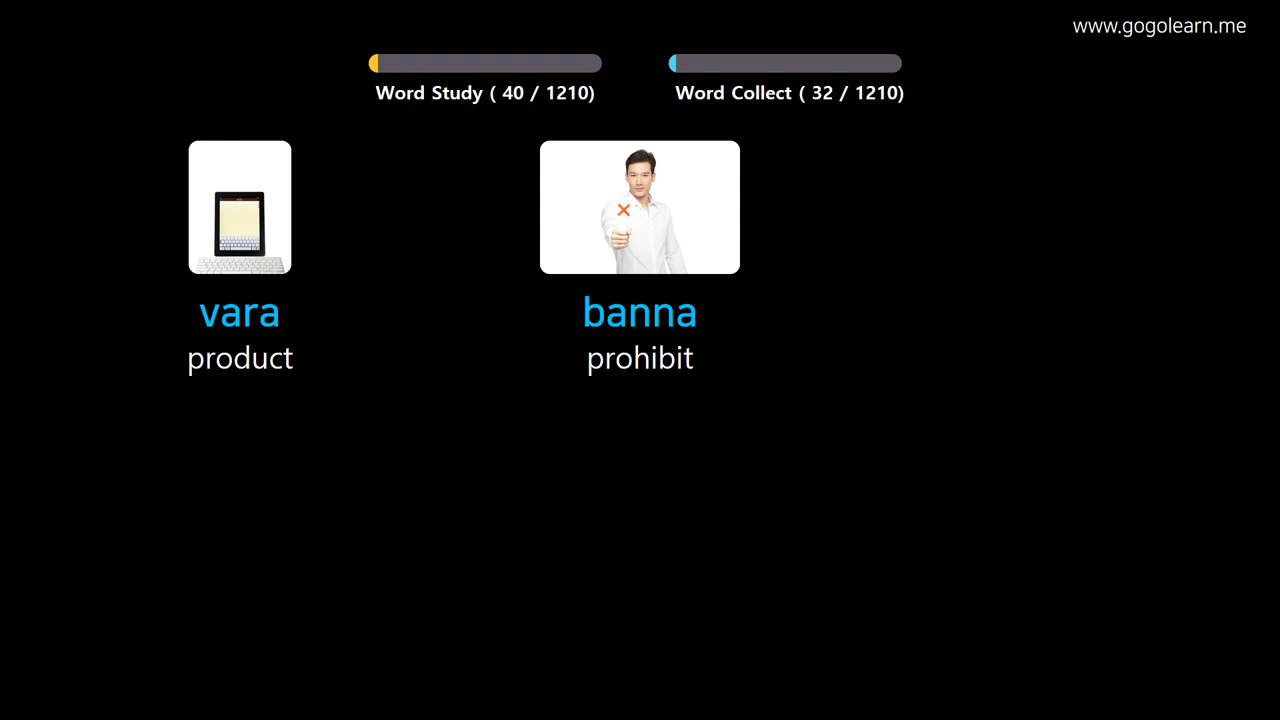 www.gogolearn.me
Word Study ( 40 / 1210)
Word Collect ( 32 / 1210)
vara
product
banna
prohibit